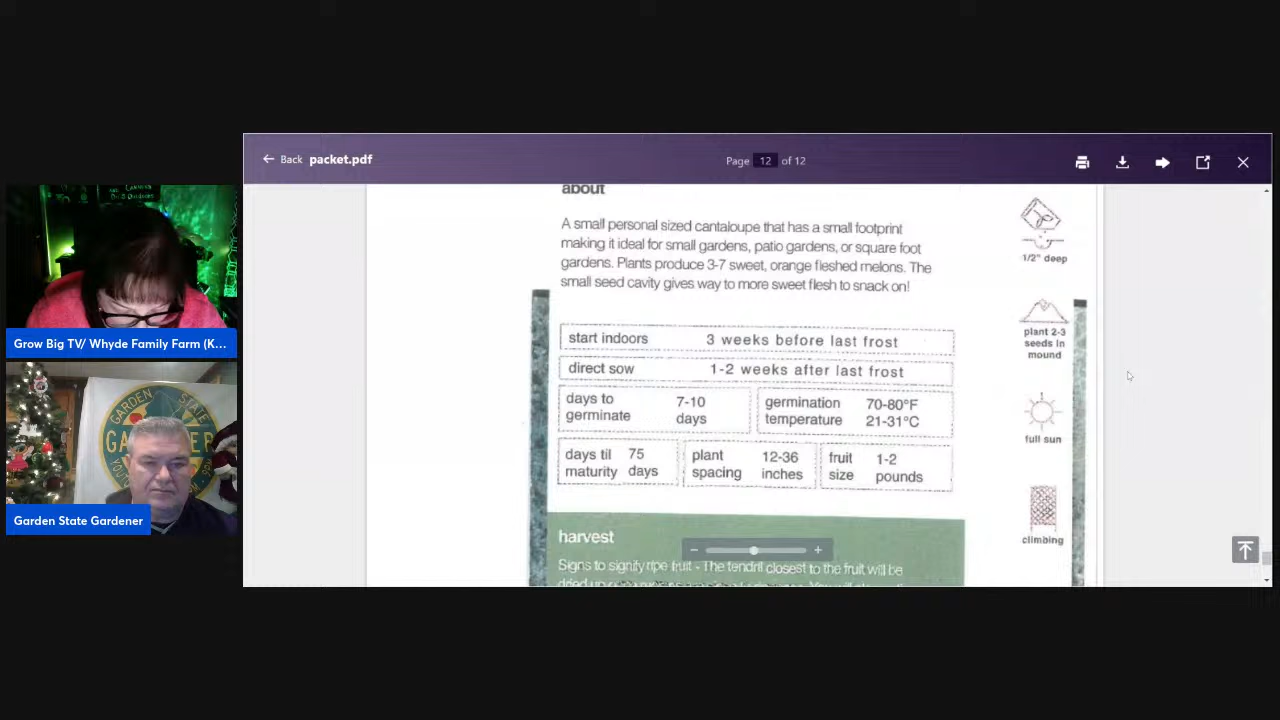 Back packet.pdf
Page 12 of 12
about
A small personal sized cantaloupe that has a small footprint
making it ideal for small gardens, patio gardens, or square foot
gardens. Plants produce 3-7 sweet, orange fleshed melons. The
small seed cavity gives way to more sweet flesh to snack on!
start indoors 3 weeks before last frost
direct sow 1-2 weeks after last frost
days to
germinate
7-10
days
germination
temperature
70-80°F
21-31°C
days til
maturity
75
days
plant
spacing
12-36
inches
fruit
size
1-2
pounds
harvest
Signs to signify ripe fruit - The tendril closest to the fruit will be
dried up
1/2" deep
plant 2-3
seeds in
mound
full sun
climbing
Grow Big TV/ Whyde Family Farm (K...
GARDEN STATE
Garden State Gardener